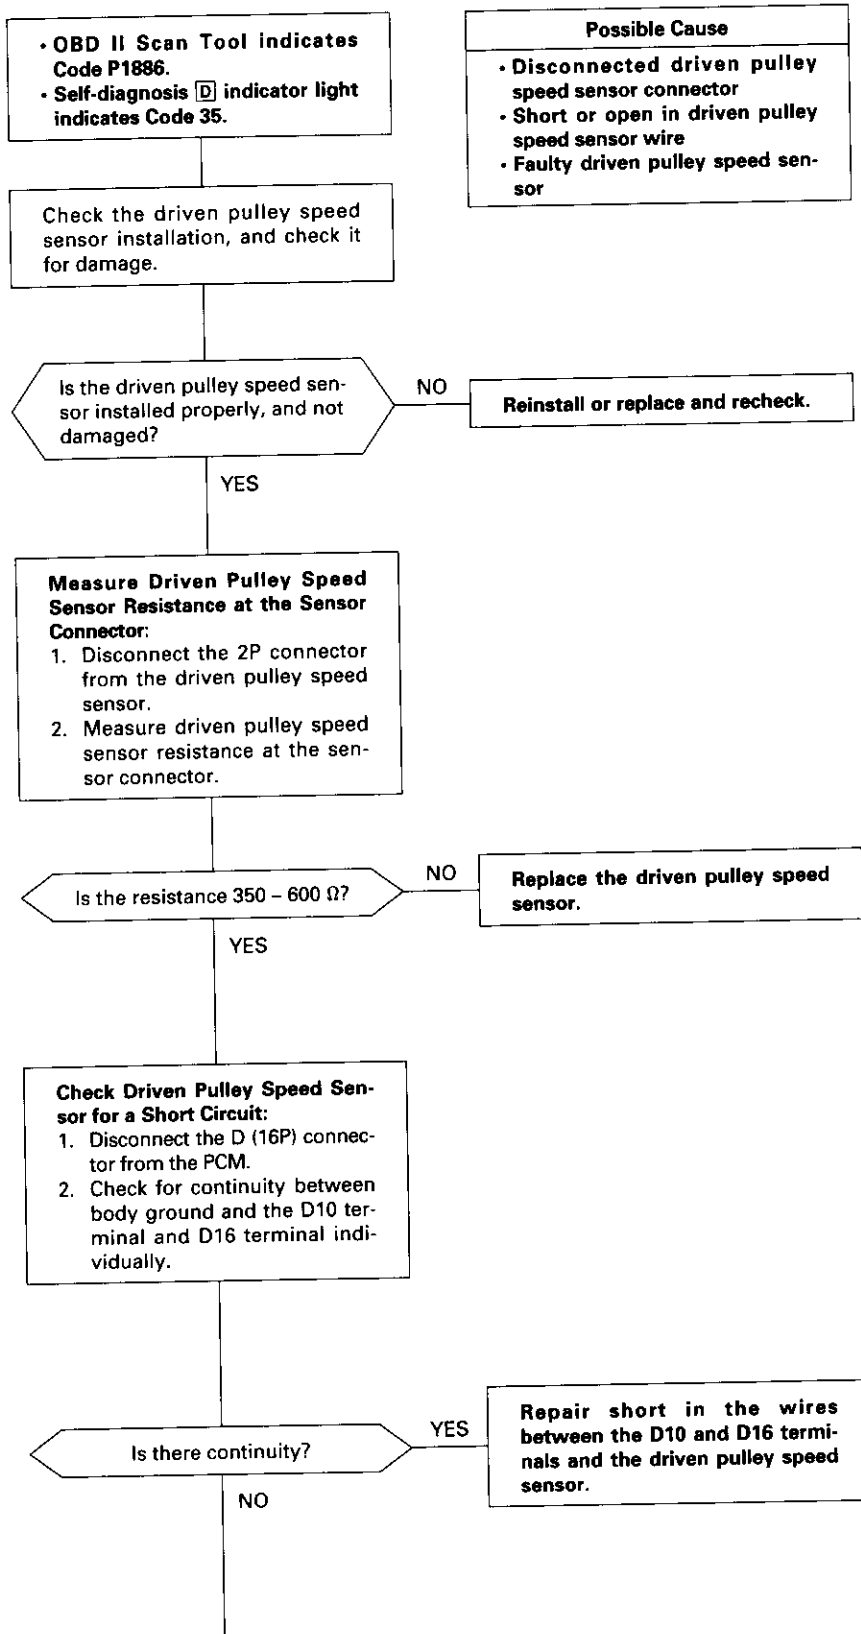 • OBD II Scan Tool indicates
Code P1886.
• Self-diagnosis D indicator light
indicates Code 35.
Possible Cause
• Disconnected driven pulley
speed sensor connector
• Short or open in driven pulley
speed sensor wire
• Faulty driven pulley speed sen-
sor
Check the driven pulley speed
sensor installation, and check it
for damage.
Is the driven pulley speed sen-
sor installed properly, and not
damaged?
NO
Reinstall or replace and recheck.
YES
Measure Driven Pulley Speed
Sensor Resistance at the Sensor
Connector:
1. Disconnect the 2P connector
from the driven pulley speed
sensor.
2. Measure driven pulley speed
sensor resistance at the sen-
sor connector.
Is the resistance 350 – 600 Ω?
NO
Replace the driven pulley speed
sensor.
YES
Check Driven Pulley Speed Sen-
sor for a Short Circuit:
1. Disconnect the D (16P) connec-
tor from the PCM.
2. Check for continuity between
body ground and the D10 ter-
minal and D16 terminal indi-
vidually.
Is there continuity?
YES
Repair short in the wires
between the D10 and D16 termi-
nals and the driven pulley speed
sensor.
NO